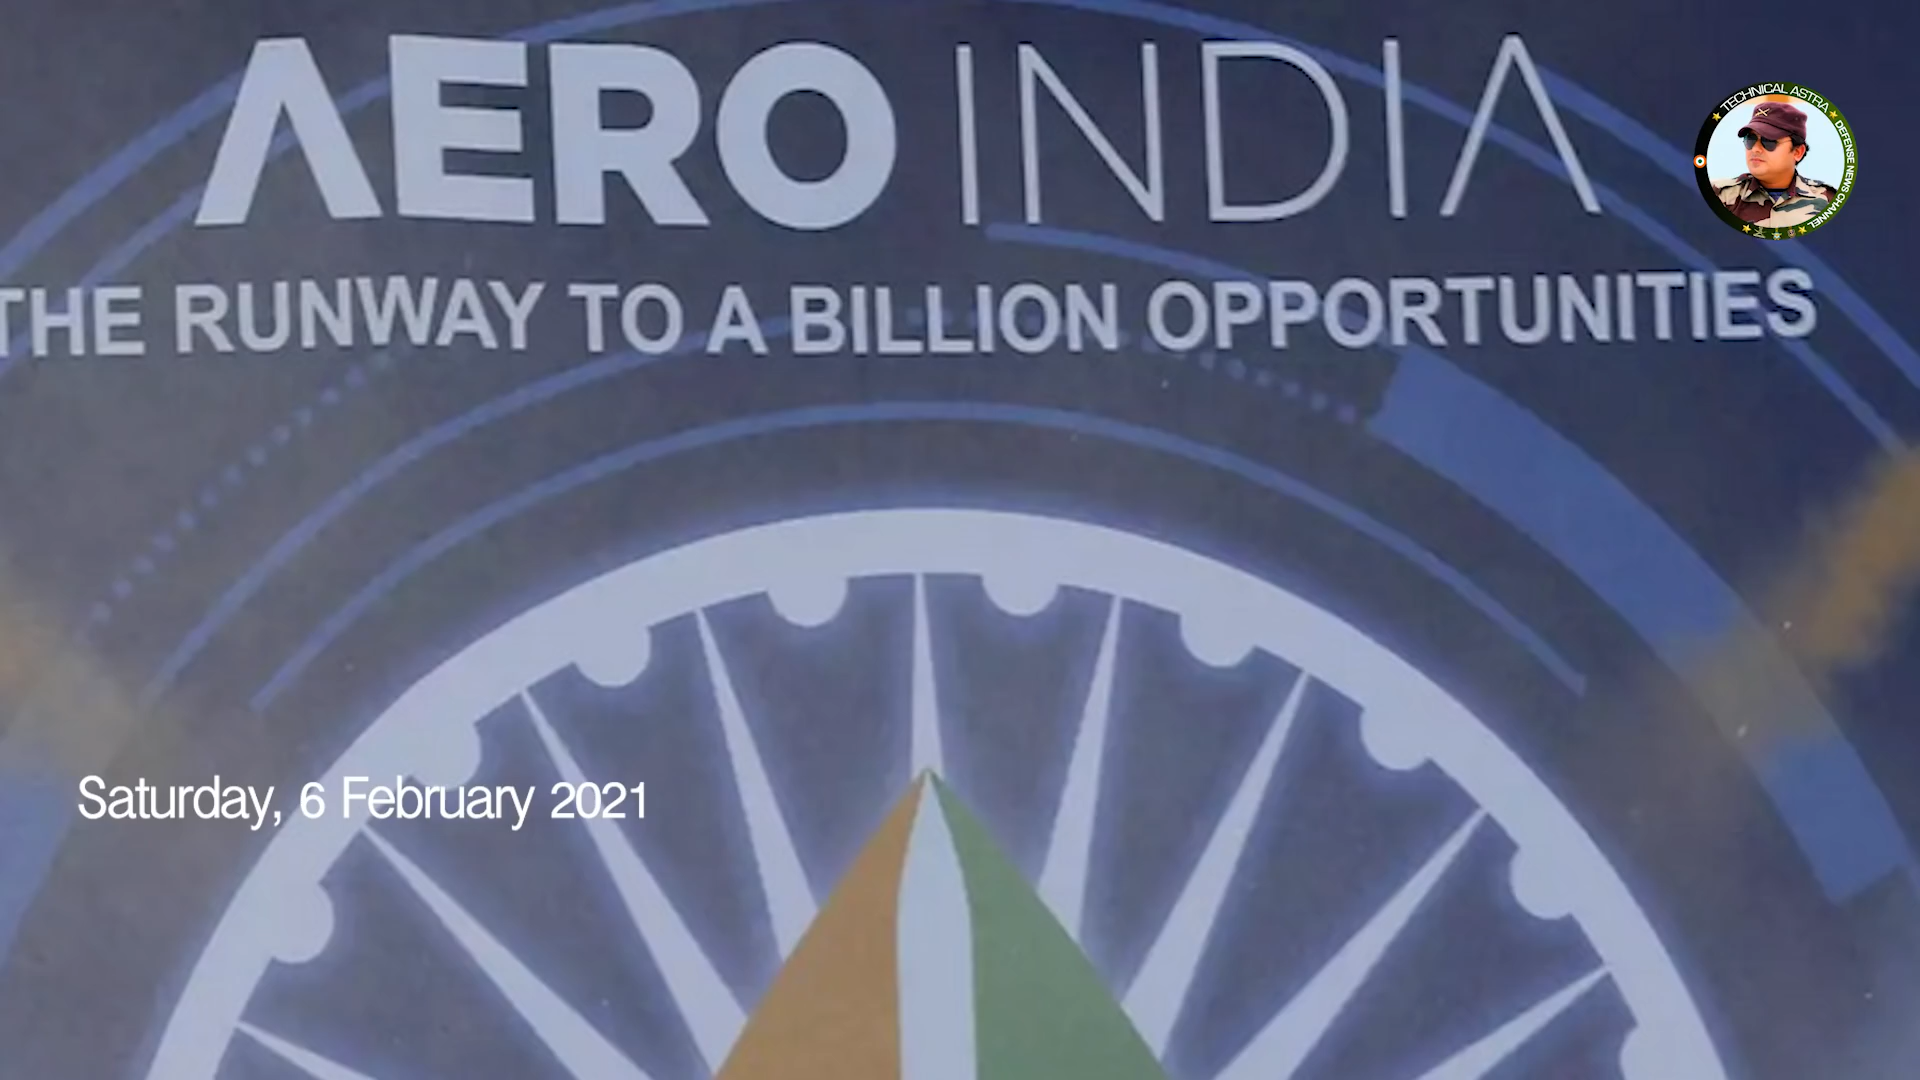 AERO INDIA
THE RUNWAY TO A BILLION OPPORTUNITIES
TECHNICAL ASTRA
DEFENSE NEWS CHANNEL
Saturday, 6 February 2021